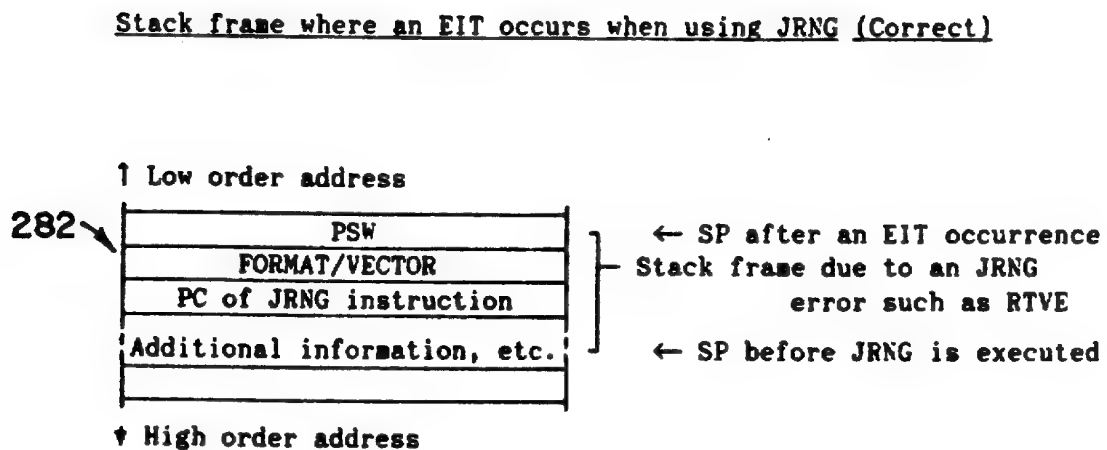 Stack frame where an EIT occurs when using JRNG (Correct)
↑ Low order address
282
PSW
← SP after an EIT occurrence
FORMAT/VECTOR
Stack frame due to an JRNG
PC of JRNG instruction
error such as RTVE
Additional information, etc.
← SP before JRNG is executed
↓ High order address